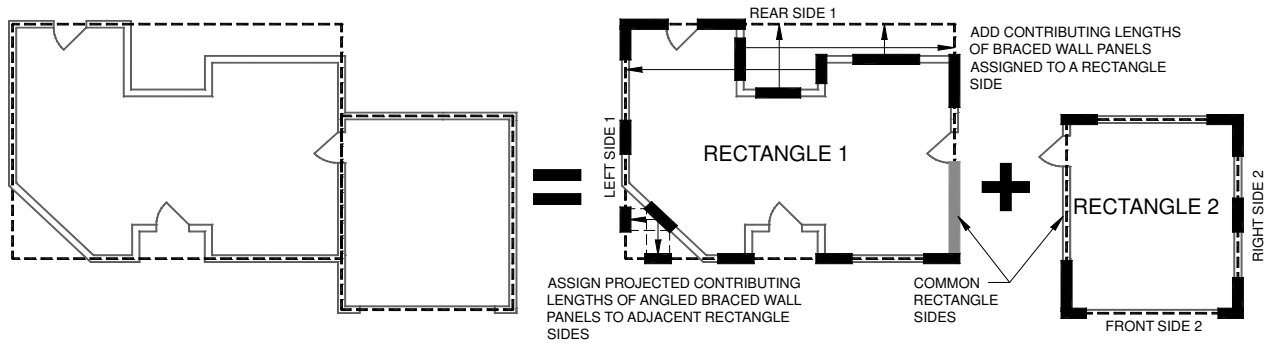 REAR SIDE 1
ADD CONTRIBUTING LENGTHS
OF BRACED WALL PANELS
ASSIGNED TO A RECTANGLE
SIDE
LEFT SIDE 1
RECTANGLE 1
RECTANGLE 2
RIGHT SIDE 2
ASSIGN PROJECTED CONTRIBUTING
LENGTHS OF ANGLED BRACED WALL
PANELS TO ADJACENT RECTANGLE
SIDES
COMMON
RECTANGLE
SIDES
FRONT SIDE 2